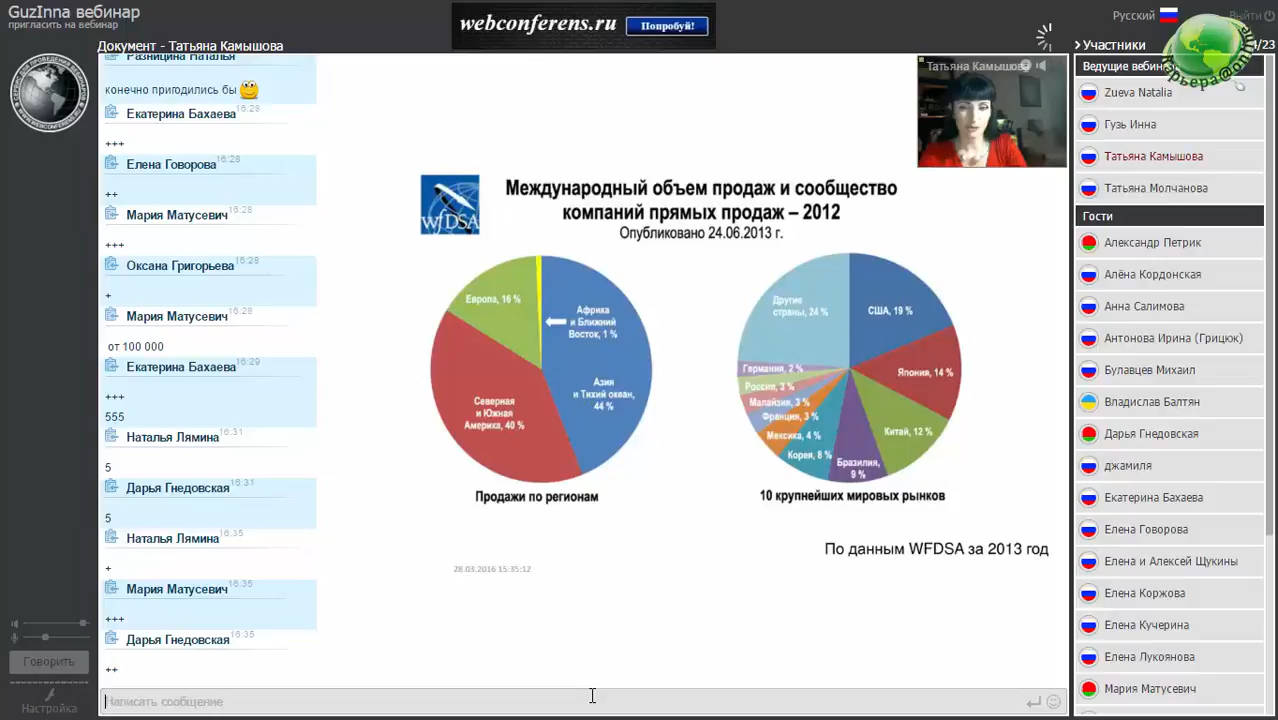 GuzInna вебинар
пригласить на вебинар
webconferens.ru Попробуй!
Русский
Выйти
Документ - Татьяна Камышова
Участники
/23
Разницина Наталья
конечно пригодились бы
Екатерина Бахаева 16:28
+++
Елена Говорова 16:28
++
Мария Матусевич 16:28
+++
Оксана Григорьева 16:28
+
Мария Матусевич 16:28
от 100 000
Екатерина Бахаева 16:29
+++
555
Наталья Лямина 16:31
5
Дарья Гнедовская 16:31
5
Наталья Лямина 16:35
+
Мария Матусевич 16:35
+++
Дарья Гнедовская 16:35
++
Говорить
Настройка
Написать сообщение
Татьяна Камышова
WFDSA
Международный объем продаж и сообщество
компаний прямых продаж – 2012
Опубликовано 24.06.2013 г.
Европа, 16 %
Африка
и Ближний
Восток, 1 %
Азия
и Тихий океан,
44 %
Северная
и Южная
Америка, 40 %
Продажи по регионам
Другие
страны, 24 %
США, 19 %
Япония, 14 %
Китай, 12 %
Бразилия,
9 %
Корея, 8 %
Мексика, 4 %
Франция, 3 %
Малайзия, 3 %
Россия, 3 %
Германия, 2 %
10 крупнейших мировых рынков
По данным WFDSA за 2013 год
28.03.2016 15:35:12
Ведущие
Zueva Natalia
Гузь Инна
Татьяна Камышова
Татьяна Молчанова
Гости
Александр Петрик
Алёна Кордонская
Анна Салимова
Антонова Ирина (Грицюк)
Булавцев Михаил
Владислав Балтян
Дарья Гнедовская
джамиля
Екатерина Бахаева
Елена Говорова
Елена и Алексей Щукины
Елена Коржова
Елена Кучерина
Елена Лукоянова
Мария Матусевич